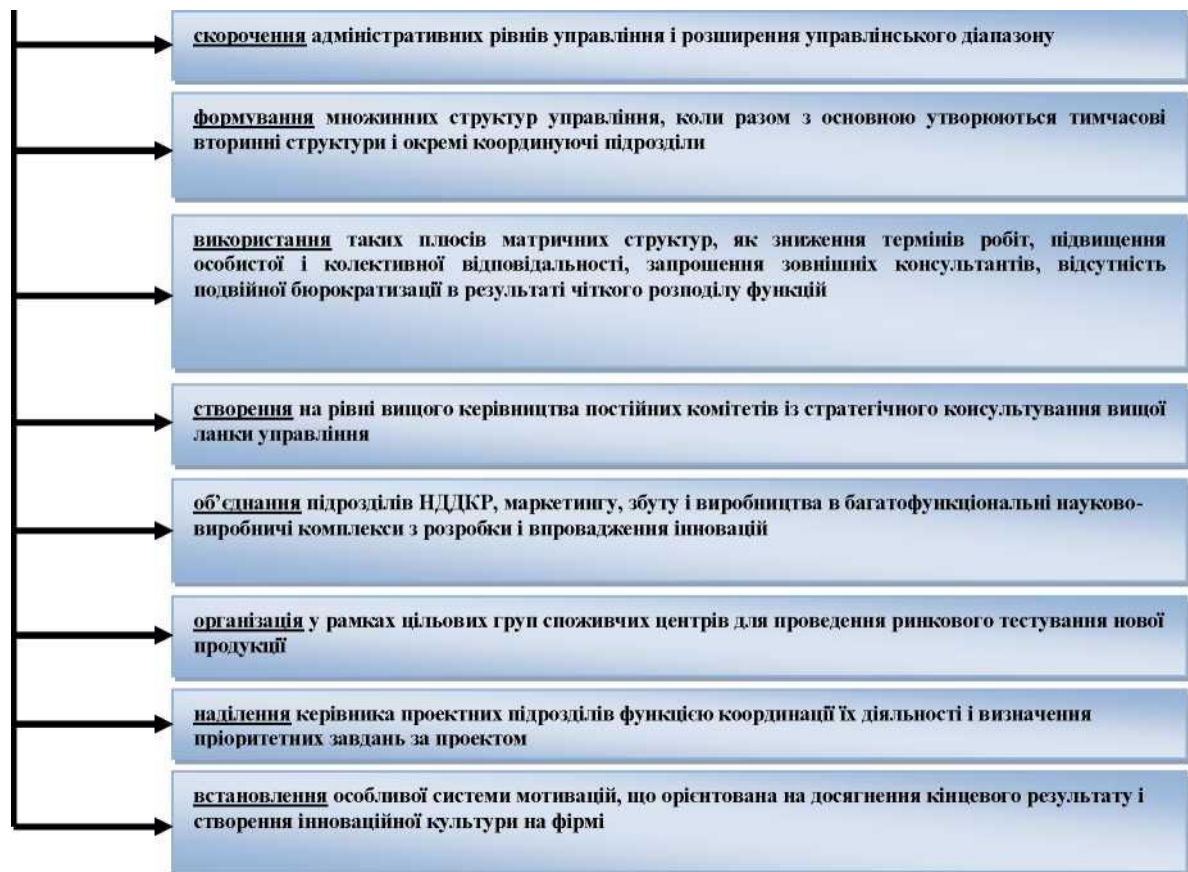 скорочення адміністративних рівнів управління і розширення управлінського діапазону
формування множинних структур управління, коли разом з основною утворюються тимчасові
вторинні структури і окремі координуючі підрозділи
використання таких плюсів матричних структур, як зниження термінів робіт, підвищення
особистої і колективної відповідальності, запрошення зовнішніх консультантів, відсутність
подвійної бюрократизації в результаті чіткого розподілу функцій
створення на рівні вищого керівництва постійних комітетів із стратегічного консультування вищої
ланки управління
об’єднання підрозділів НДДКР, маркетингу, збуту і виробництва в багатофункціональні науково-
виробничі комплекси з розробки і впровадження інновацій
організація у рамках цільових груп споживчих центрів для проведення ринкового тестування нової
продукції
наділення керівника проектних підрозділів функцією координації їх діяльності і визначення
пріоритетних завдань за проектом
встановлення особливої системи мотивацій, що орієнтована на досягнення кінцевого результату і
створення інноваційної культури на фірмі